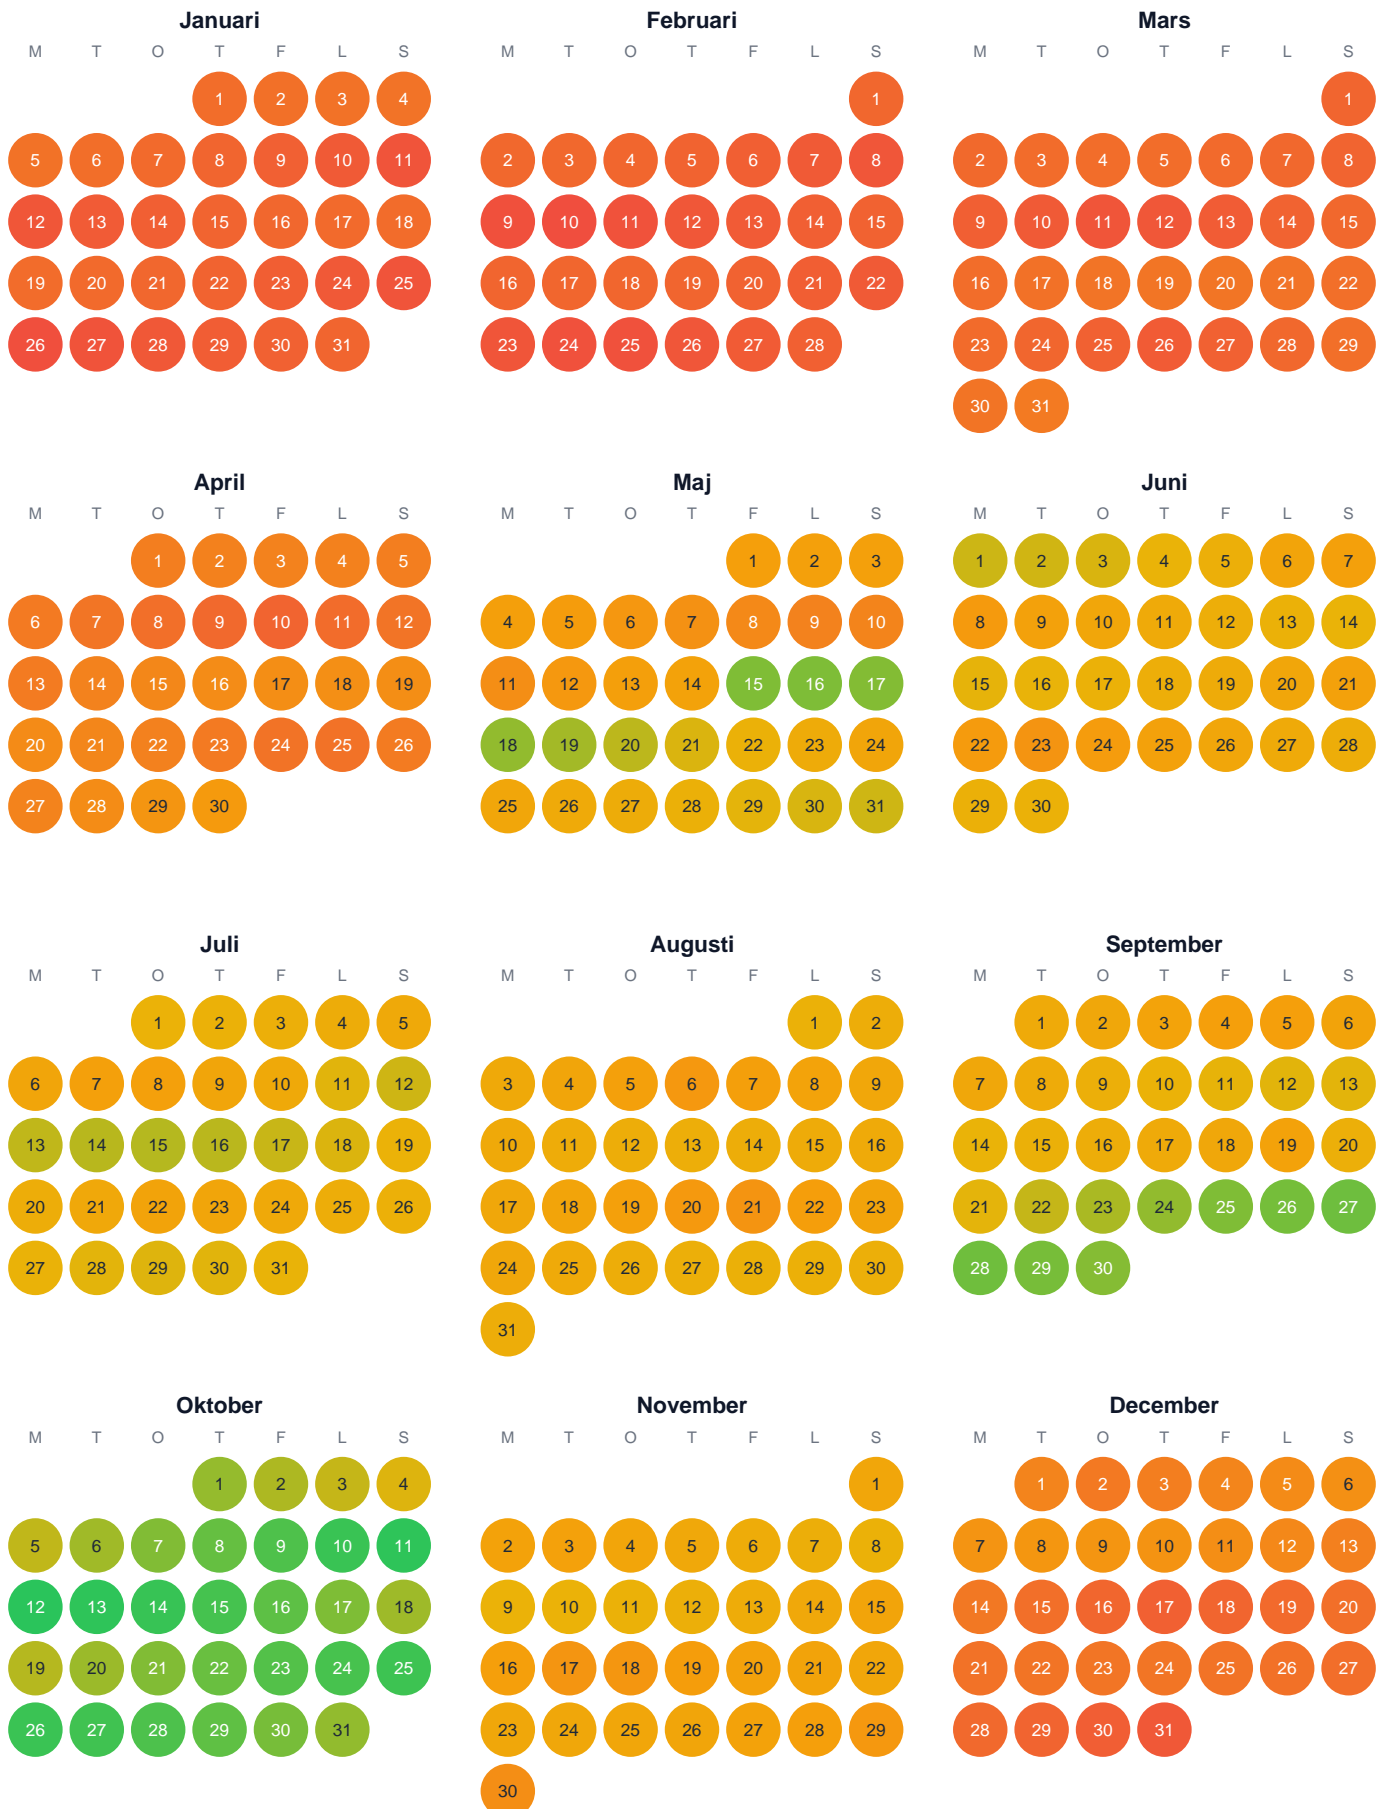 Januari Februari Mars
M T O T F L S M T O T F L S M T O T F L S
1 2 3 4 1 1
5 6 7 8 9 10 11 2 3 4 5 6 7 8 2 3 4 5 6 7 8
12 13 14 15 16 17 18 9 10 11 12 13 14 15 9 10 11 12 13 14 15
19 20 21 22 23 24 25 16 17 18 19 20 21 22 16 17 18 19 20 21 22
26 27 28 29 30 31 23 24 25 26 27 28 23 24 25 26 27 28 29
30 31
April Maj Juni
M T O T F L S M T O T F L S M T O T F L S
1 2 3 4 5 1 2 3 1 2 3 4 5 6 7
6 7 8 9 10 11 12 4 5 6 7 8 9 10 8 9 10 11 12 13 14
13 14 15 16 17 18 19 11 12 13 14 15 16 17 15 16 17 18 19 20 21
20 21 22 23 24 25 26 18 19 20 21 22 23 24 22 23 24 25 26 27 28
27 28 29 30 25 26 27 28 29 30 31 29 30
Juli Augusti September
M T O T F L S M T O T F L S M T O T F L S
1 2 3 4 5 1 2 1 2 3 4 5 6
6 7 8 9 10 11 12 3 4 5 6 7 8 9 7 8 9 10 11 12 13
13 14 15 16 17 18 19 10 11 12 13 14 15 16 14 15 16 17 18 19 20
20 21 22 23 24 25 26 17 18 19 20 21 22 23 21 22 23 24 25 26 27
27 28 29 30 31 24 25 26 27 28 29 30 28 29 30
31
Oktober November December
M T O T F L S M T O T F L S M T O T F L S
1 2 3 4 1 1 2 3 4 5 6
5 6 7 8 9 10 11 2 3 4 5 6 7 8 7 8 9 10 11 12 13
12 13 14 15 16 17 18 9 10 11 12 13 14 15 14 15 16 17 18 19 20
19 20 21 22 23 24 25 16 17 18 19 20 21 22 21 22 23 24 25 26 27
26 27 28 29 30 31 23 24 25 26 27 28 29 28 29 30 31
30